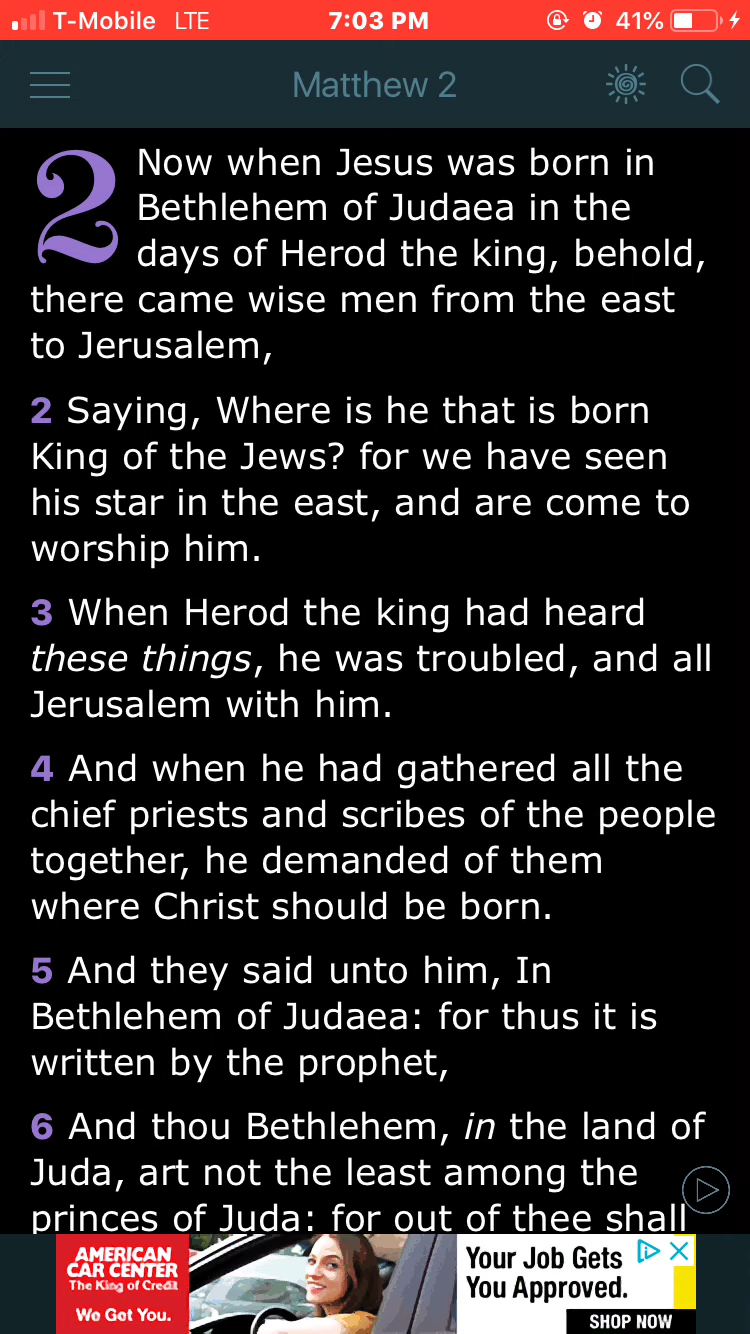 T-Mobile LTE 7:03 PM 41%
Matthew 2
2 Now when Jesus was born in
Bethlehem of Judaea in the
days of Herod the king, behold,
there came wise men from the east
to Jerusalem,
2 Saying, Where is he that is born
King of the Jews? for we have seen
his star in the east, and are come to
worship him.
3 When Herod the king had heard
these things, he was troubled, and all
Jerusalem with him.
4 And when he had gathered all the
chief priests and scribes of the people
together, he demanded of them
where Christ should be born.
5 And they said unto him, In
Bethlehem of Judaea: for thus it is
written by the prophet,
6 And thou Bethlehem, in the land of
Juda, art not the least among the
princes of Juda: for out of thee shall
AMERICAN
CAR CENTER
The King of Credit
We Get You.
Your Job Gets
You Approved.
SHOP NOW